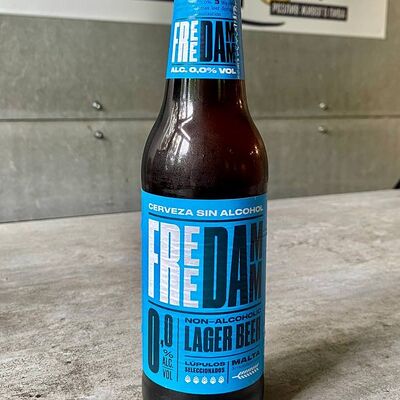 FREE DAMM
ALC. 0,0% VOL
CERVEZA SIN ALCOHOL
FREE DAMM
NON-ALCOHOLIC
LAGER BEER
0,0
% ALC. VOL
LÚPULOS
SELECCIONADOS
MALTA